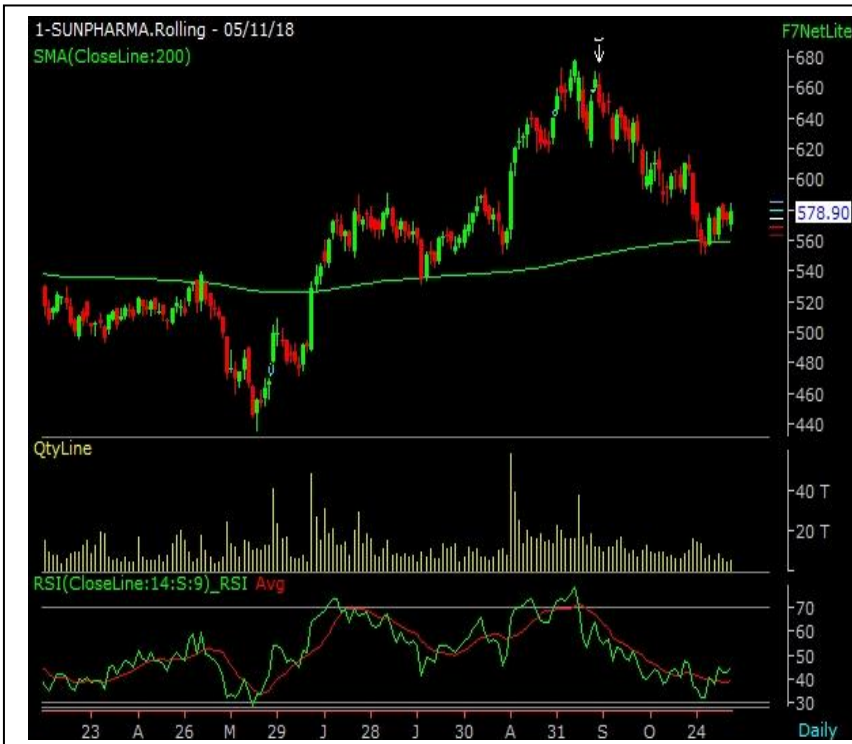 1-SUNPHARMA.Rolling - 05/11/18
F7NetLite
SMA(CloseLine:200)
680
660
640
620
600
578.90
560
540
520
500
480
460
440
QtyLine
40 T
20 T
RSI(CloseLine:14:S:9)_RSI Avg
70
60
50
40
30
23 A 26 M 29 J 28 J 30 A 31 S O 24
Daily